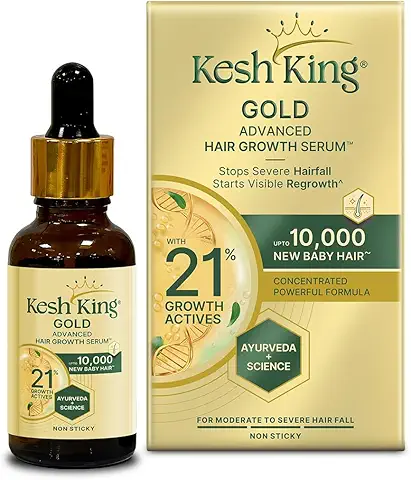 Kesh King®
GOLD
ADVANCED
HAIR GROWTH SERUM™
Stops Severe Hairfall
Starts Visible Regrowth^
UPTO 10,000
NEW BABY HAIR~
WITH
21%
GROWTH
ACTIVES
CONCENTRATED
POWERFUL FORMULA
AYURVEDA
+
SCIENCE
FOR MODERATE TO SEVERE HAIR FALL
NON STICKY
Kesh King®
GOLD
ADVANCED
HAIR GROWTH SERUM™
UPTO 10,000
NEW BABY HAIR~
21%
GROWTH
ACTIVES
AYURVEDA
+
SCIENCE
NON STICKY